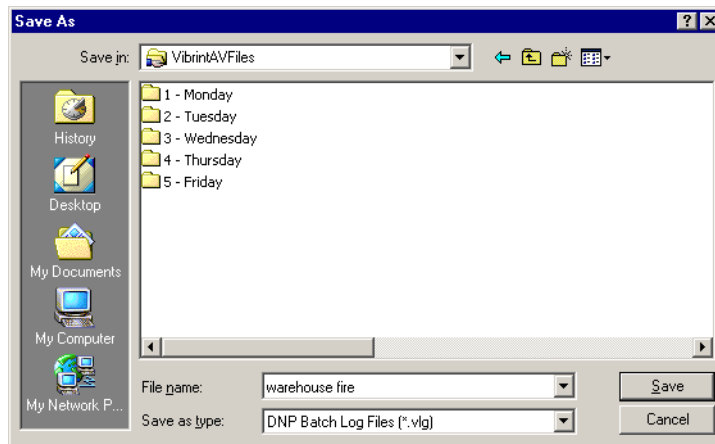 Save As
Save in:
VibrintAVFiles
History
Desktop
My Documents
My Computer
My Network P...
1 - Monday
2 - Tuesday
3 - Wednesday
4 - Thursday
5 - Friday
File name:
warehouse fire
Save
Save as type:
DNP Batch Log Files (*.vlg)
Cancel